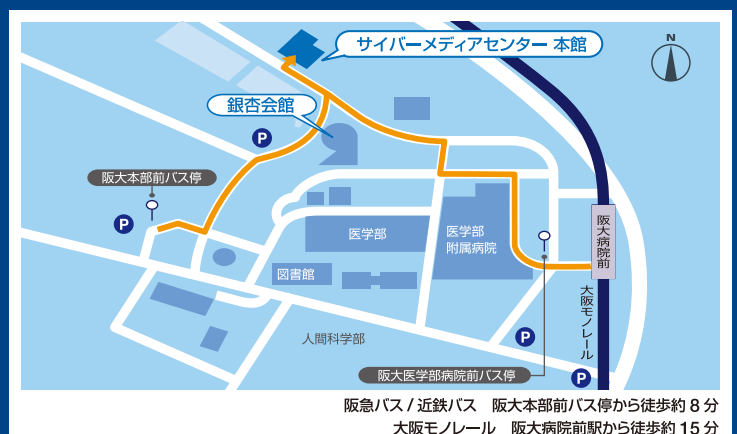 サイバーメディアセンター 本館
N
銀杏会館
P
阪大本部前バス停
P
医学部
医学部
附属病院
阪大病院前
図書館
大阪モノレール
人間科学部
P
阪大医学部病院前バス停
P
阪急バス / 近鉄バス　阪大本部前バス停から徒歩約 8 分
大阪モノレール　阪大病院前駅から徒歩約 15 分